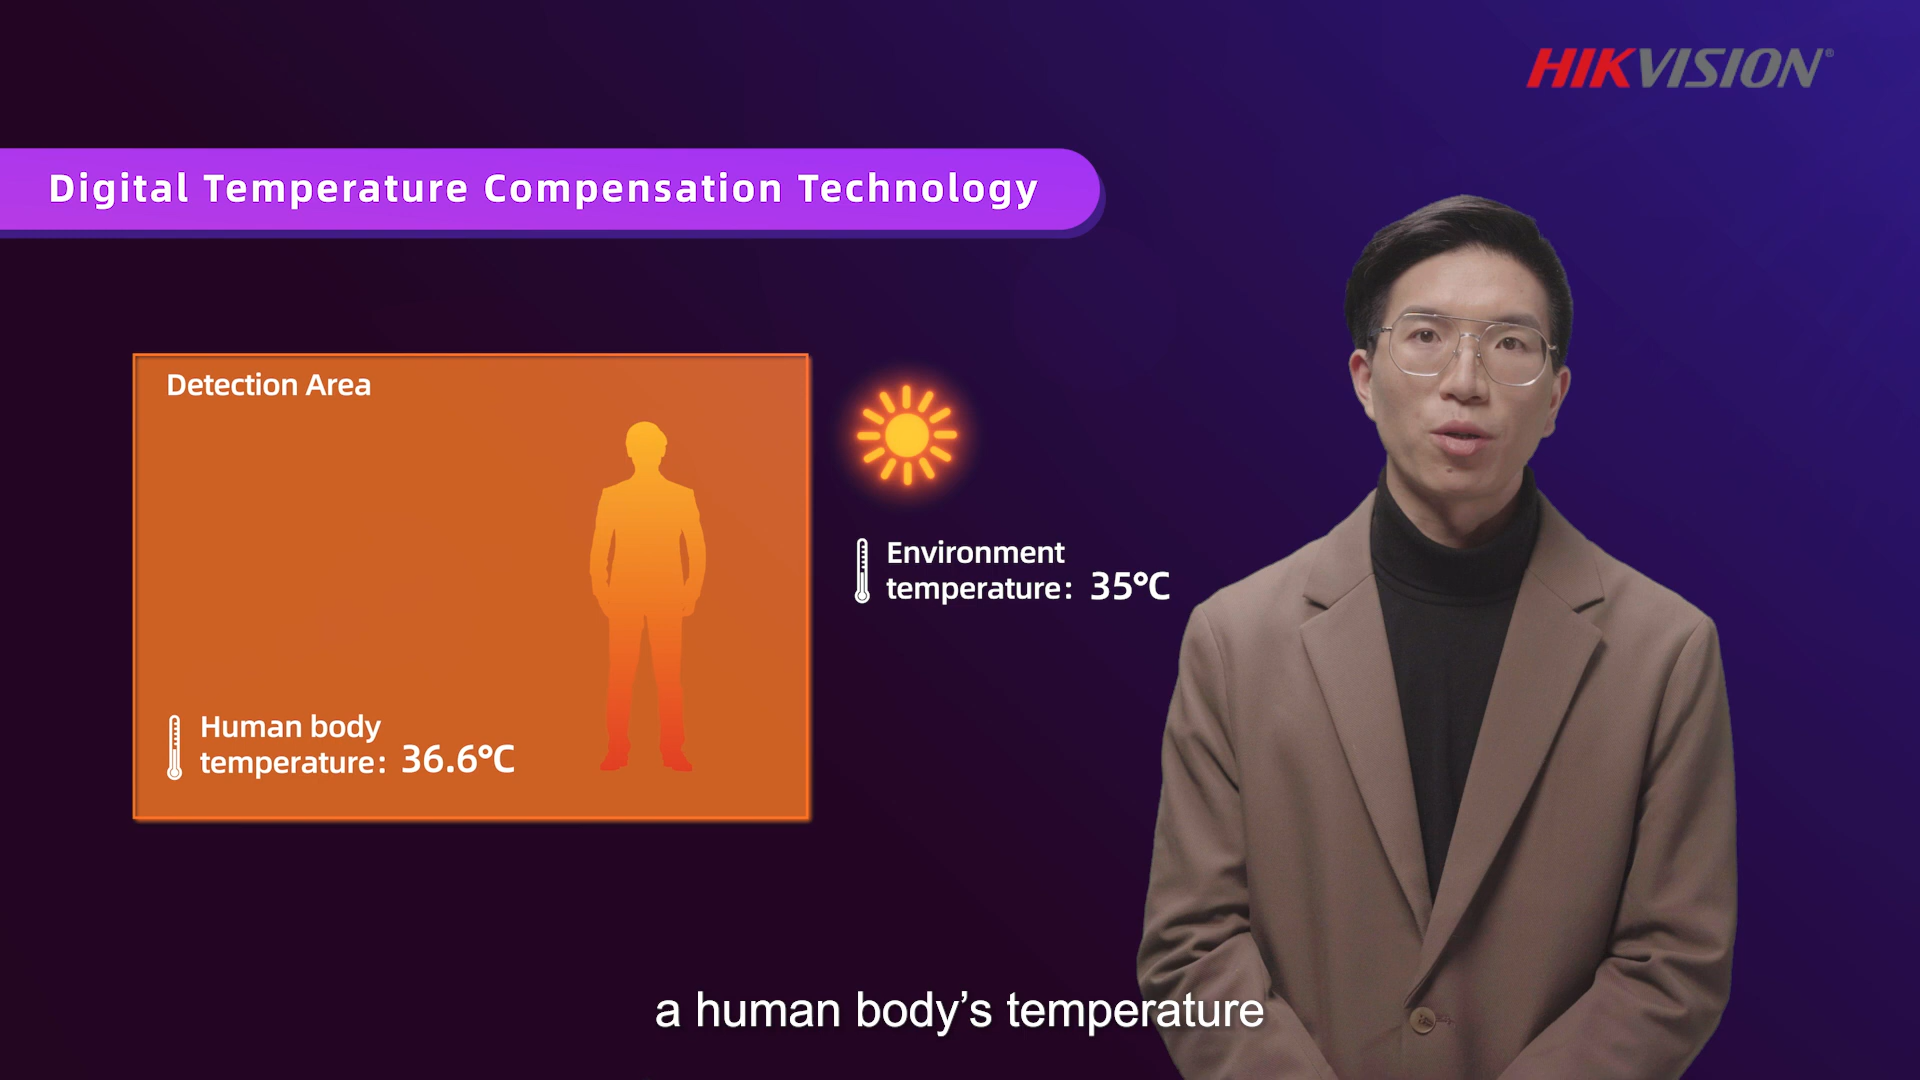 HIKVISION®
Digital Temperature Compensation Technology
Detection Area
Environment
temperature: 35℃
Human body
temperature: 36.6℃
a human body’s temperature